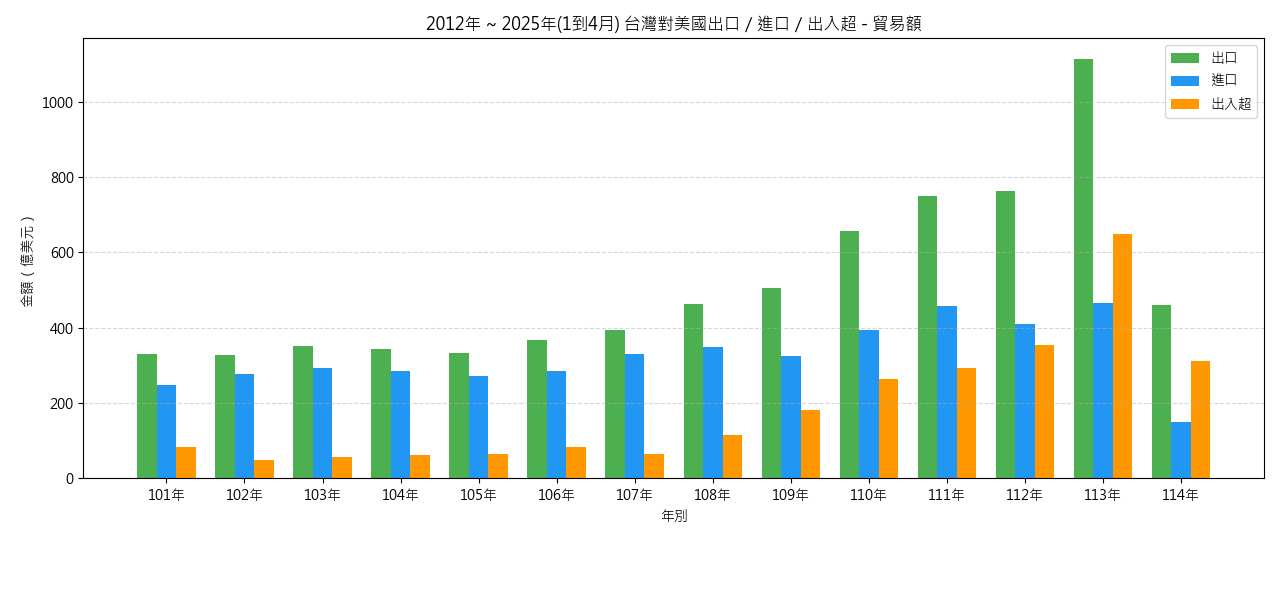 2012年 ~ 2025年(1到4月) 台灣對美國出口 / 進口 / 出入超 - 貿易額
出口
進口
出入超
金額 ( 億美元 )
1000
800
600
400
200
0
101年 102年 103年 104年 105年 106年 107年 108年 109年 110年 111年 112年 113年 114年
年別